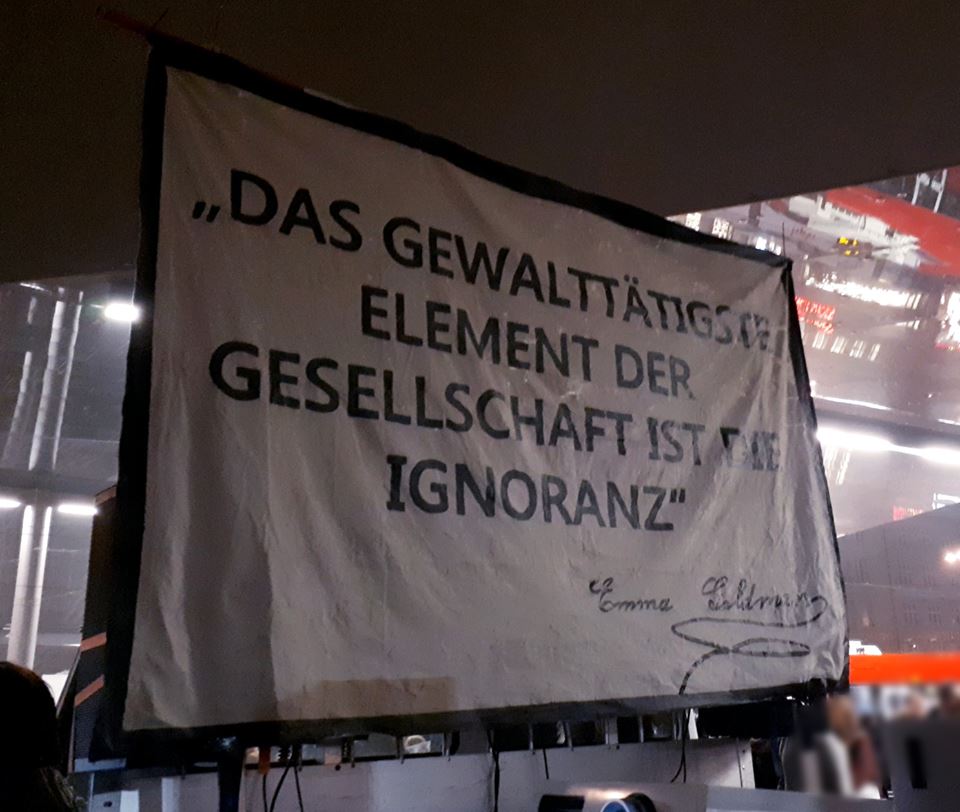 „DAS GEWALTTÄTIGSTE
ELEMENT DER
GESELLSCHAFT IST DIE
IGNORANZ“
Emma Goldman